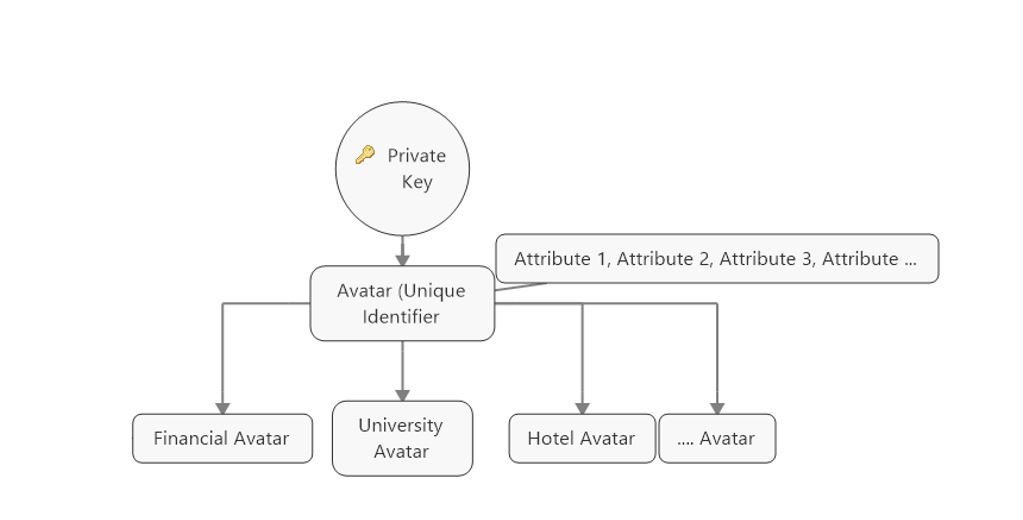 Private
Key
Attribute 1, Attribute 2, Attribute 3, Attribute ...
Avatar (Unique
Identifier
Financial Avatar
University
Avatar
Hotel Avatar
.... Avatar